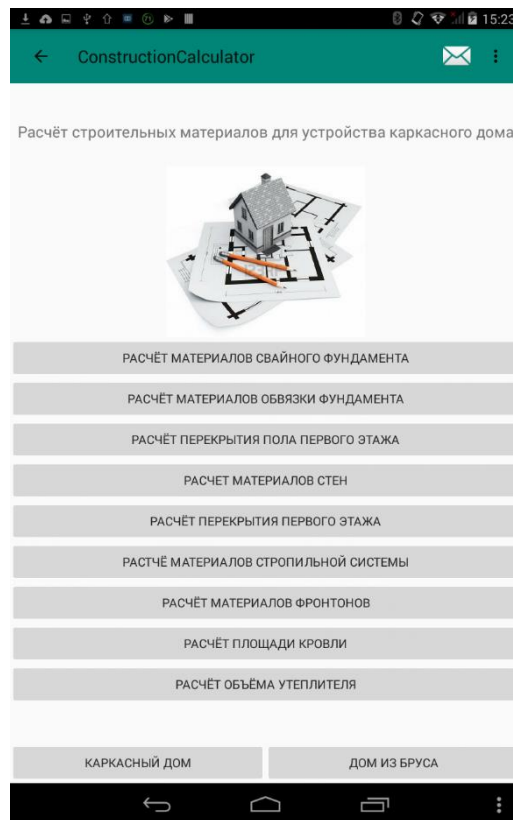 15:23
ConstructionCalculator
Расчёт строительных материалов для устройства каркасного дома
РАСЧЁТ МАТЕРИАЛОВ СВАЙНОГО ФУНДАМЕНТА
РАСЧЁТ МАТЕРИАЛОВ ОБВЯЗКИ ФУНДАМЕНТА
РАСЧЁТ ПЕРЕКРЫТИЯ ПОЛА ПЕРВОГО ЭТАЖА
РАСЧЕТ МАТЕРИАЛОВ СТЕН
РАСЧЁТ ПЕРЕКРЫТИЯ ПЕРВОГО ЭТАЖА
РАСТЧЁ МАТЕРИАЛОВ СТРОПИЛЬНОЙ СИСТЕМЫ
РАСЧЁТ МАТЕРИАЛОВ ФРОНТОНОВ
РАСЧЁТ ПЛОЩАДИ КРОВЛИ
РАСЧЁТ ОБЪЁМА УТЕПЛИТЕЛЯ
КАРКАСНЫЙ ДОМ
ДОМ ИЗ БРУСА